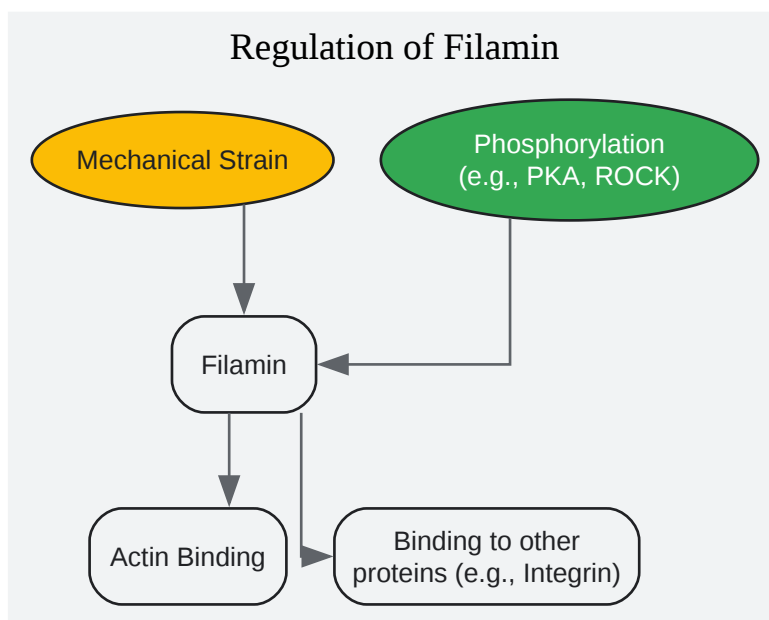 Regulation of Filamin
Mechanical Strain
Phosphorylation
(e.g., PKA, ROCK)
Filamin
Actin Binding
Binding to other
proteins (e.g., Integrin)